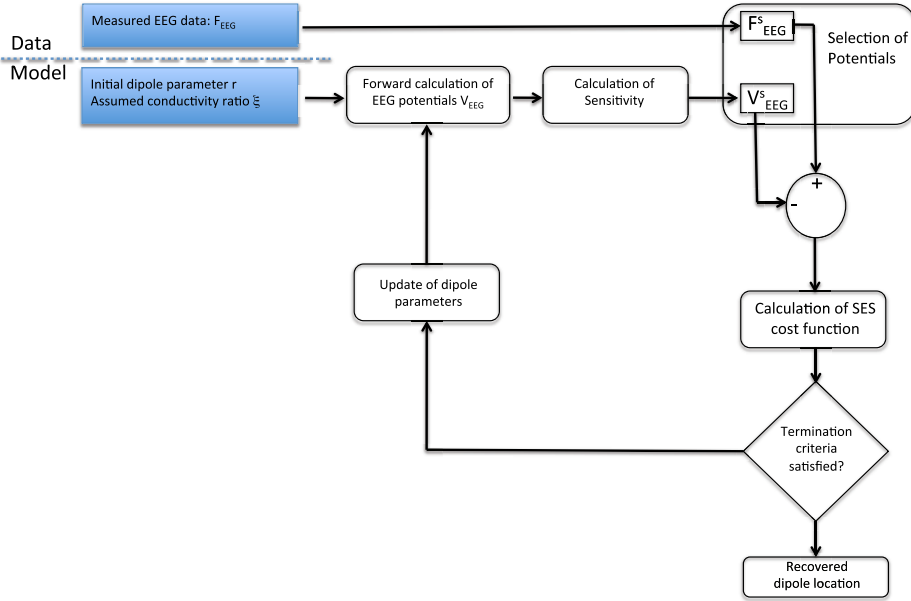 Measured EEG data: F_EEG
Data
Model
Initial dipole parameter r
Assumed conductivity ratio ξ
Forward calculation of
EEG potentials V_EEG
Calculation of
Sensitivity
F^s_EEG
V^s_EEG
Selection of
Potentials
+
-
Update of dipole
parameters
Calculation of SES
cost function
Termination
criteria
satisfied?
Recovered
dipole location